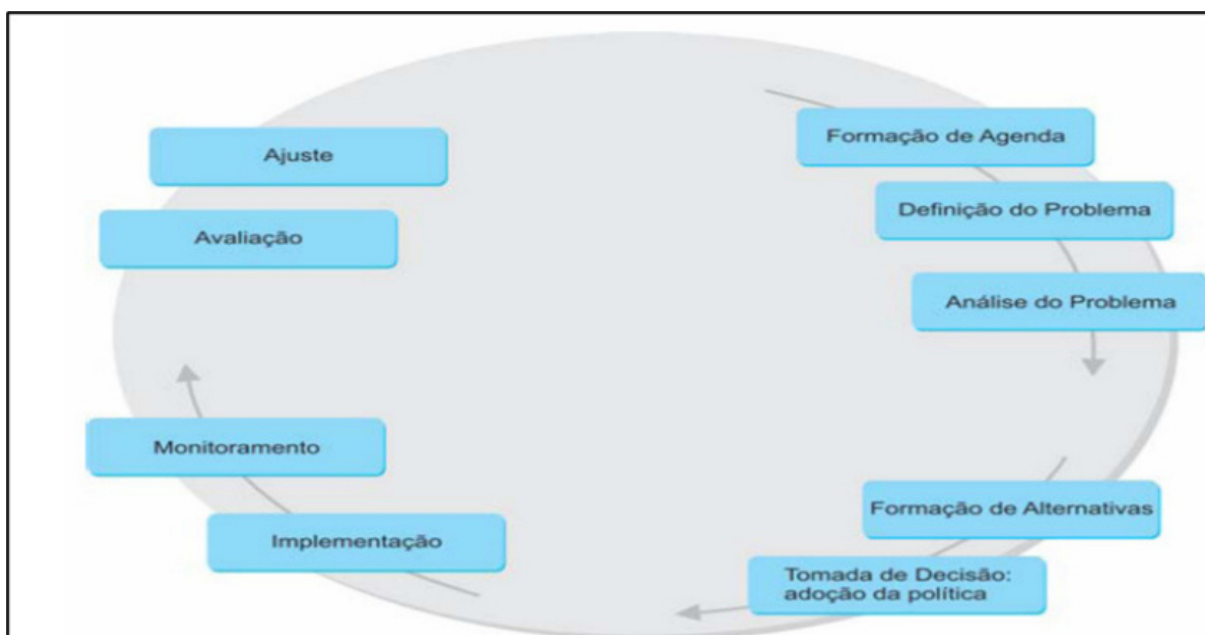 Formação de Agenda
Definição do Problema
Análise do Problema
Formação de Alternativas
Tomada de Decisão:
adoção da política
Implementação
Monitoramento
Avaliação
Ajuste